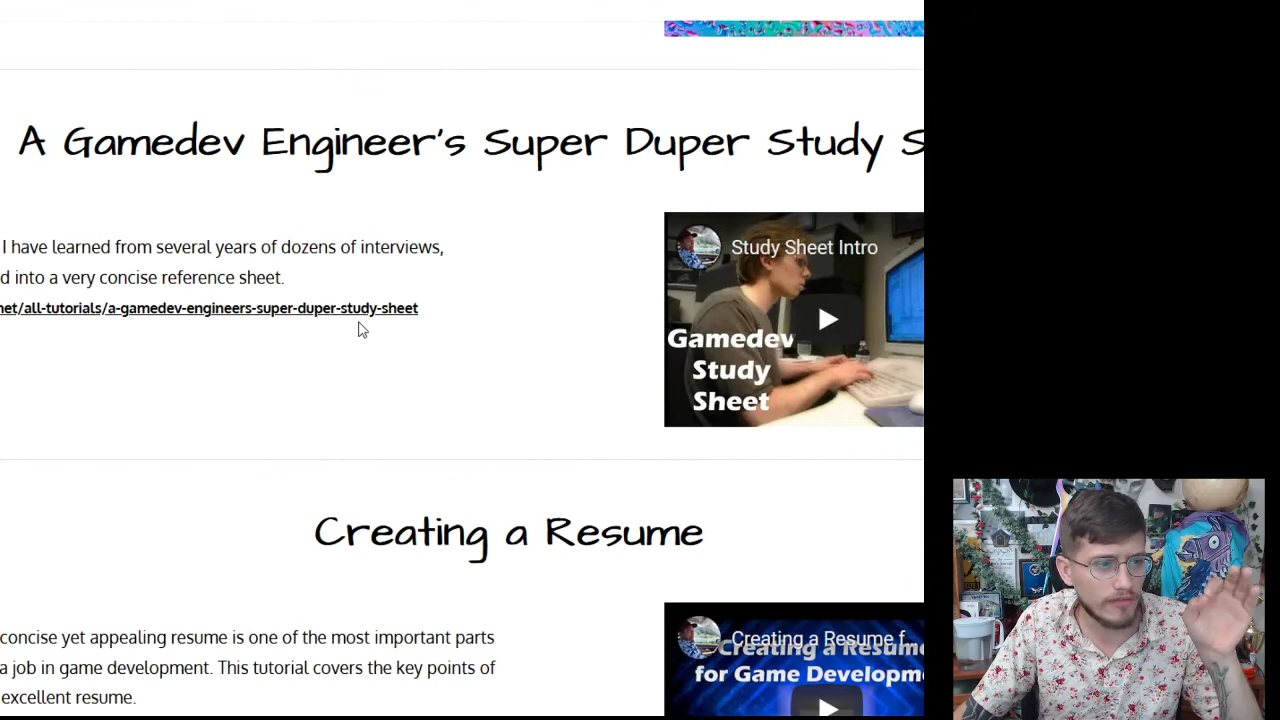 A Gamedev Engineer's Super Duper Study S
I have learned from several years of dozens of interviews,
d into a very concise reference sheet.
net/all-tutorials/a-gamedev-engineers-super-duper-study-sheet
Study Sheet Intro
Gamedev
Study
Sheet
Creating a Resume
concise yet appealing resume is one of the most important parts
a job in game development. This tutorial covers the key points of
excellent resume.
Creating a Resume f...
Creating a Resume
for Game Developm